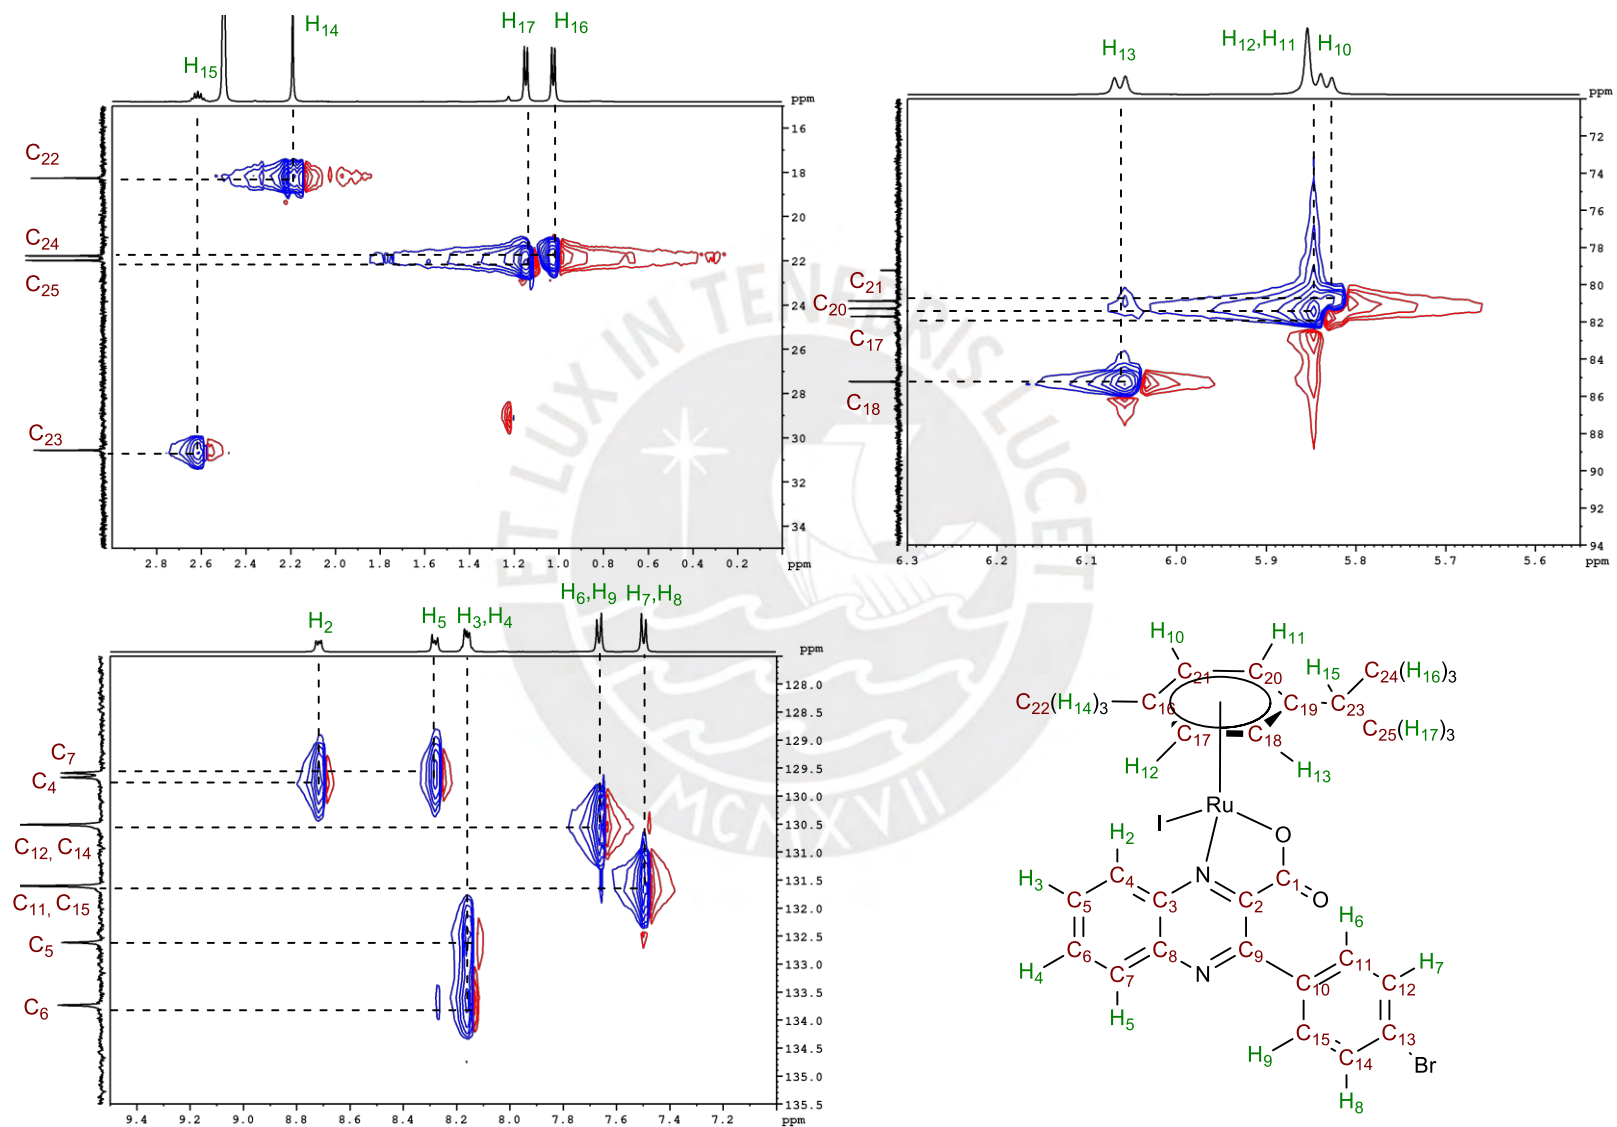 H15
H14
H17
H16
ppm
C22
C24
C25
C23
16
18
20
22
24
26
28
30
32
34
2.8 2.6 2.4 2.2 2.0 1.8 1.6 1.4 1.2 1.0 0.8 0.6 0.4 0.2 ppm
H13
H12,H11
H10
ppm
C21
C20
C17
C18
72
74
76
78
80
82
84
86
88
90
92
94
6.3 6.2 6.1 6.0 5.9 5.8 5.7 5.6 ppm
ET LUX IN TENEBRIS LUCET
MCMXVII
H2
H5
H3,H4
H6,H9
H7,H8
ppm
C7
C4
C12, C14
C11, C15
C5
C6
128.0
128.5
129.0
129.5
130.0
130.5
131.0
131.5
132.0
132.5
133.0
133.5
134.0
134.5
135.0
135.5
9.4 9.2 9.0 8.8 8.6 8.4 8.2 8.0 7.8 7.6 7.4 7.2 ppm
H10
H11
C21
C20
H15
C24(H16)3
C22(H14)3
C16
C19
C23
C17
C18
C25(H17)3
H12
H13
Ru
I
O
H2
H3
C4
N
C1
O
C5
C3
C2
H6
C6
C8
C9
C11
H7
H4
C7
N
C10
C12
H5
C15
C13
H9
C14
Br
H8